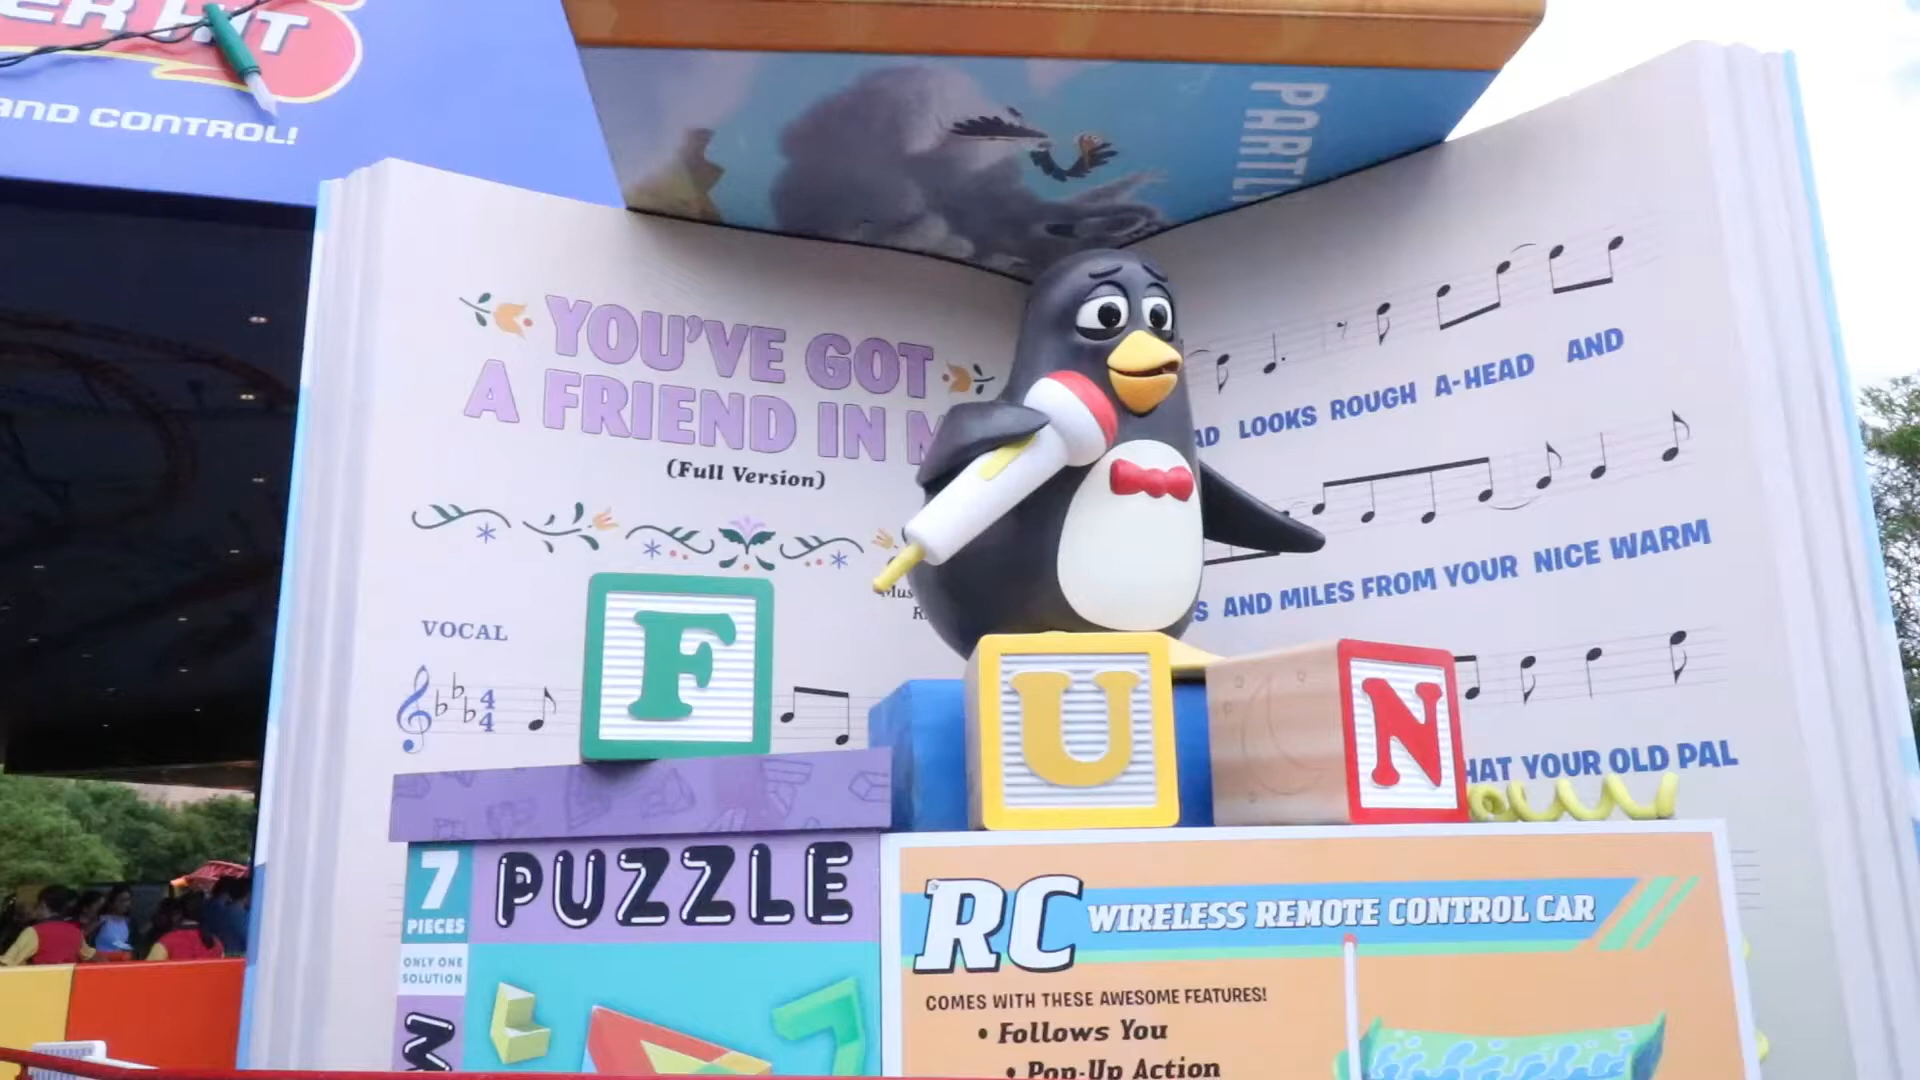 AND CONTROL!
YOU'VE GOT
A FRIEND IN
(Full Version)
VOCAL
4
4
LOOKS ROUGH A-HEAD AND
AND MILES FROM YOUR NICE WARM
YOUR OLD PAL
F
U
N
7
PIECES
ONLY ONE
SOLUTION
PUZZLE
RC
WIRELESS REMOTE CONTROL CAR
COMES WITH THESE AWESOME FEATURES!
• Follows You
• Pop-Up Action